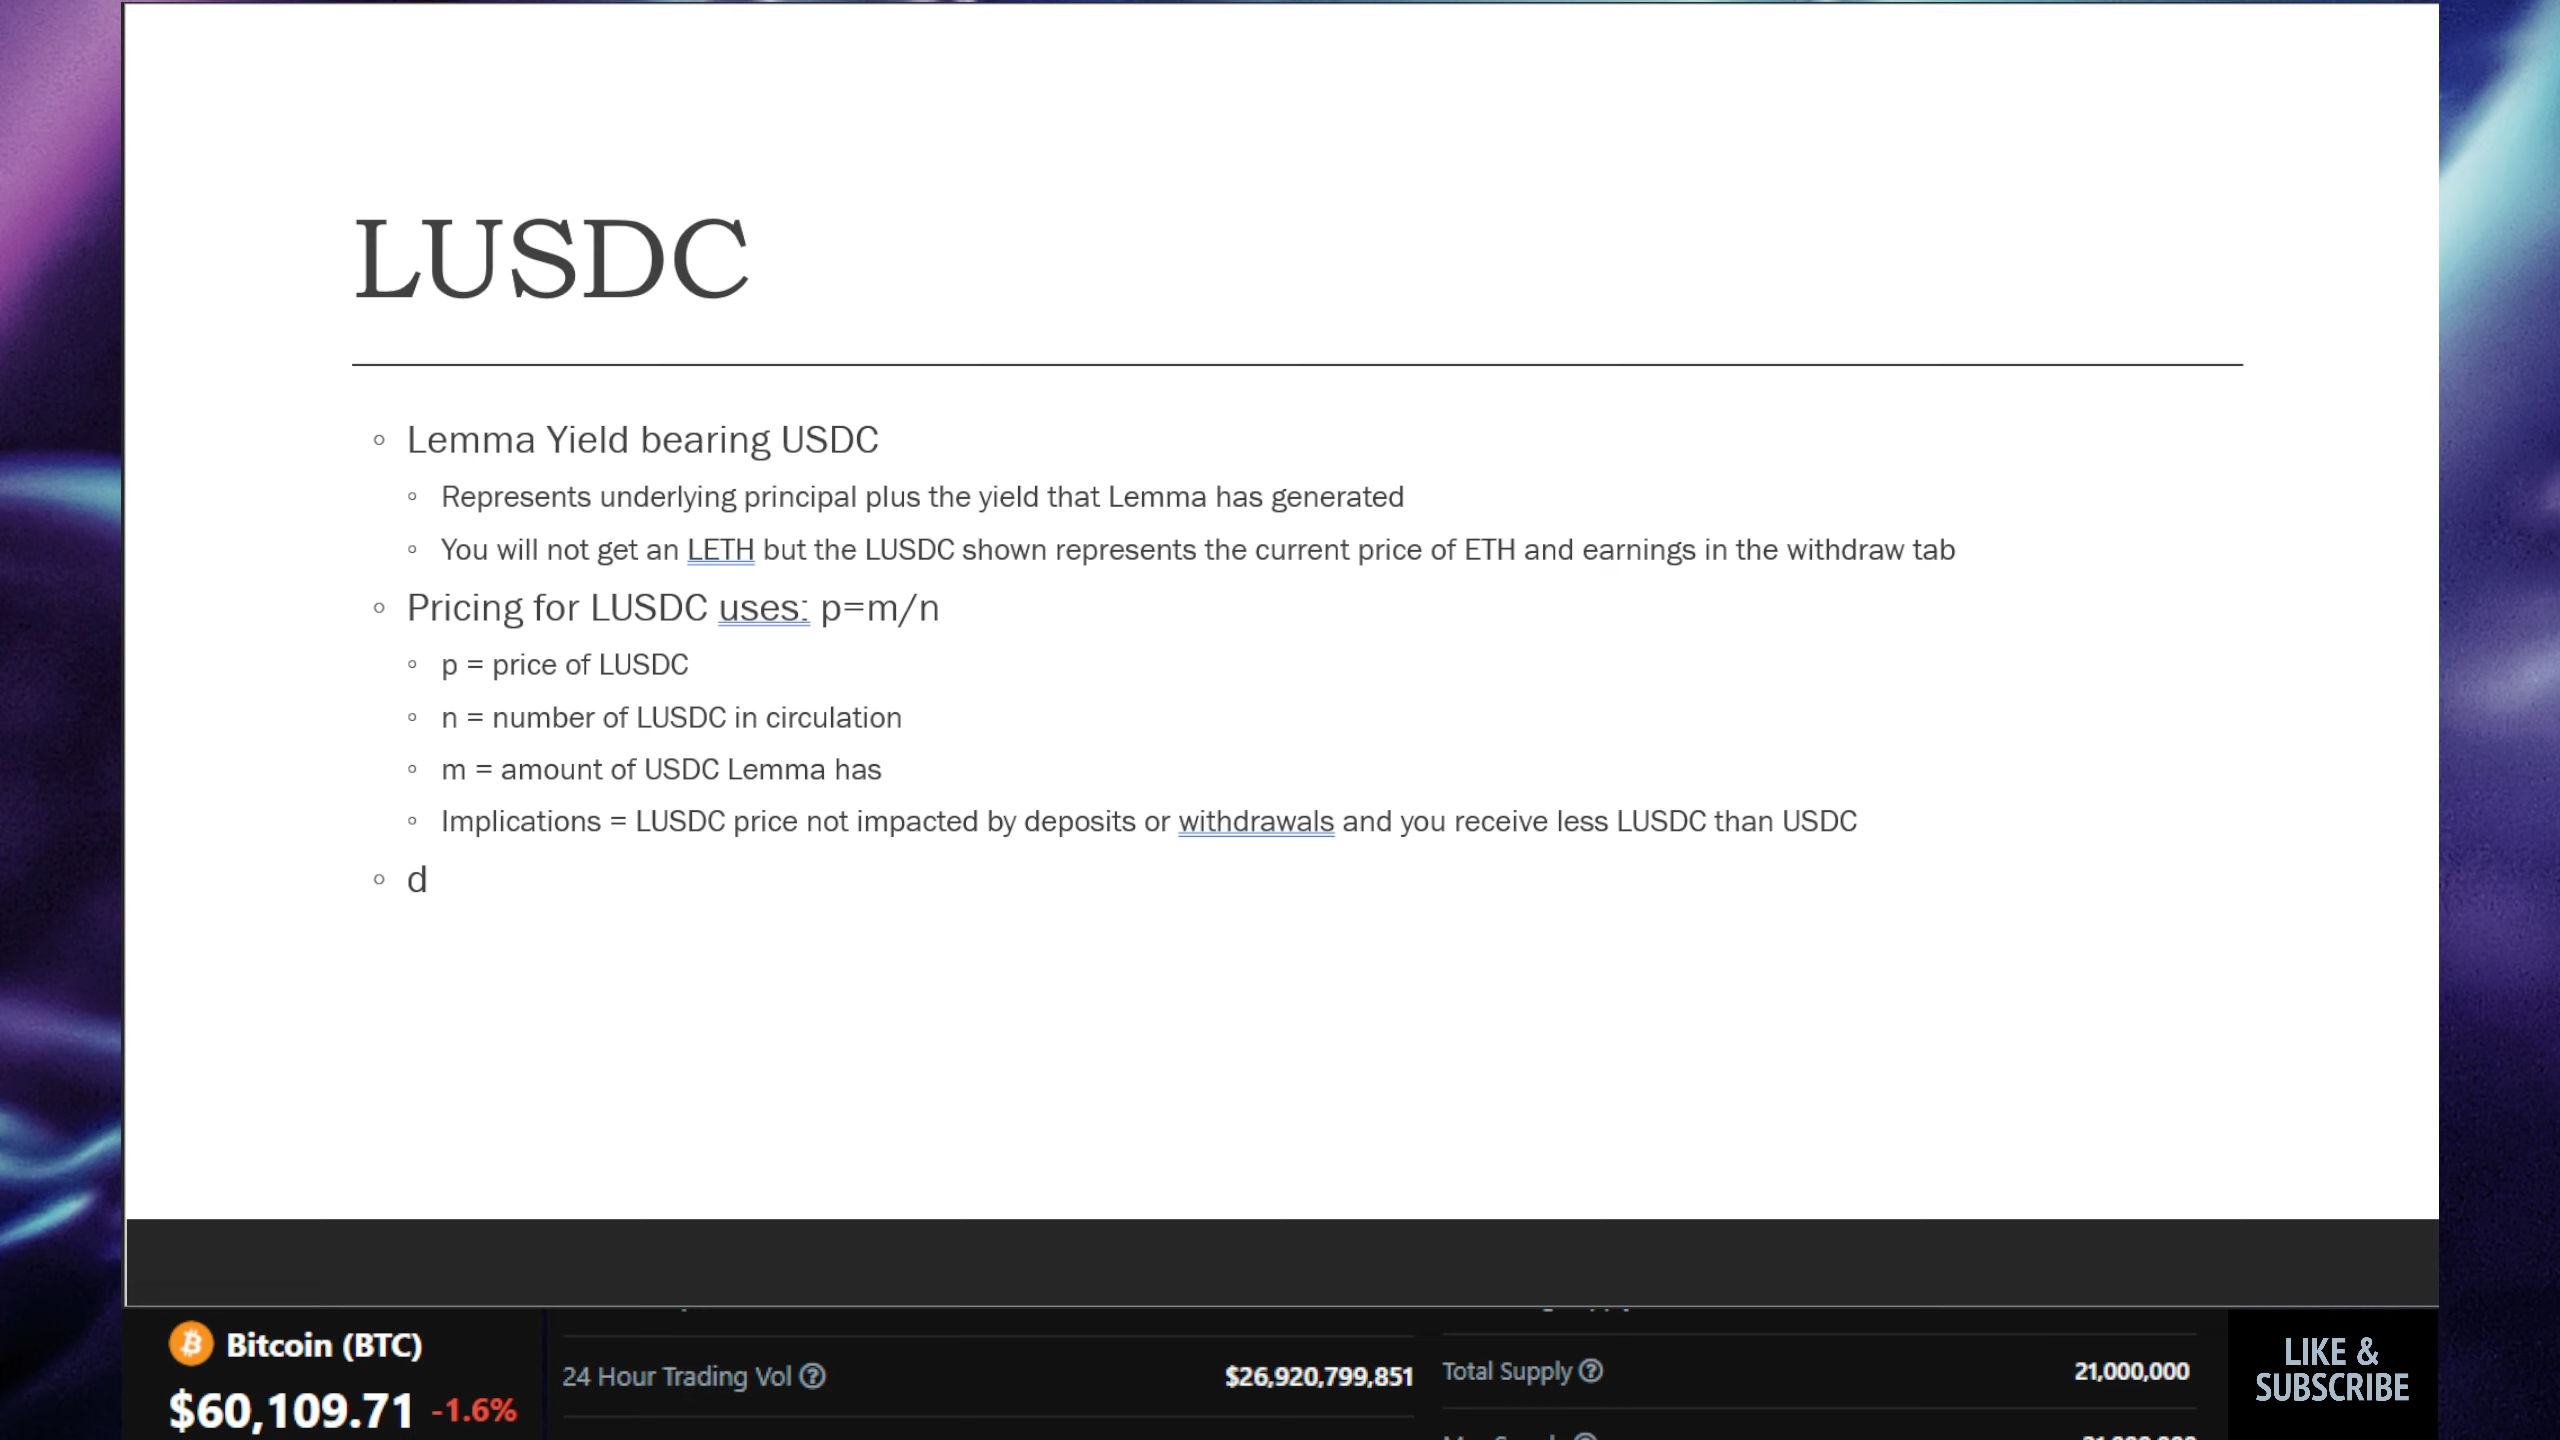 LUSDC
Lemma Yield bearing USDC
Represents underlying principal plus the yield that Lemma has generated
You will not get an LETH but the LUSDC shown represents the current price of ETH and earnings in the withdraw tab
Pricing for LUSDC uses: p=m/n
p = price of LUSDC
n = number of LUSDC in circulation
m = amount of USDC Lemma has
Implications = LUSDC price not impacted by deposits or withdrawals and you receive less LUSDC than USDC
d
Bitcoin (BTC)
$60,109.71 -1.6%
24 Hour Trading Vol $26,920,799,851
Total Supply 21,000,000
LIKE &
SUBSCRIBE